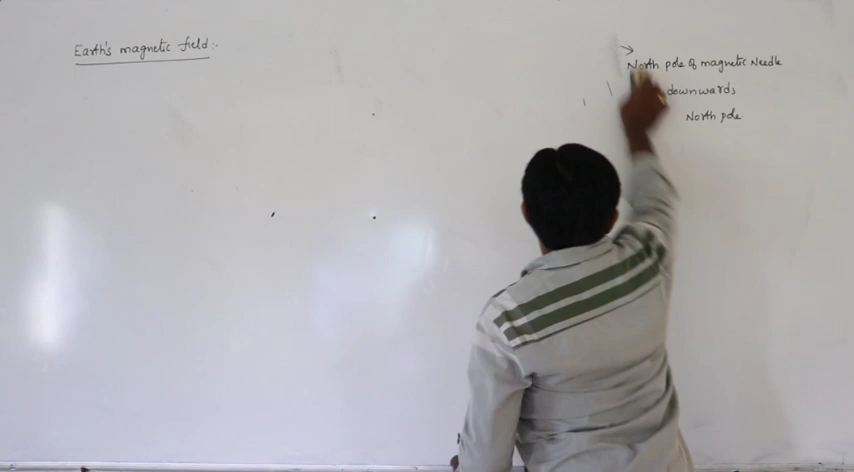 Earth's magnetic field :-
→
North pole of magnetic Needle
downwards
North pole